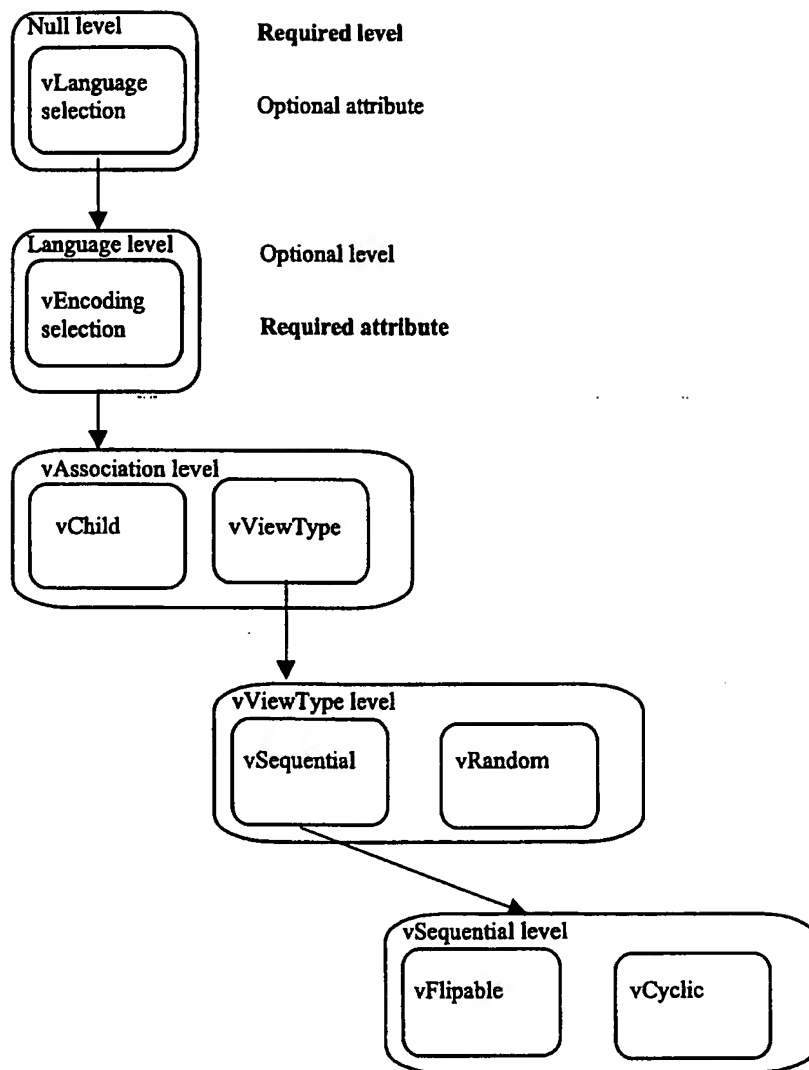 Null level
Required level
vLanguage
selection
Optional attribute
Language level
Optional level
vEncoding
selection
Required attribute
vAssociation level
vChild
vViewType
vViewType level
vSequential
vRandom
vSequential level
vFlipable
vCyclic